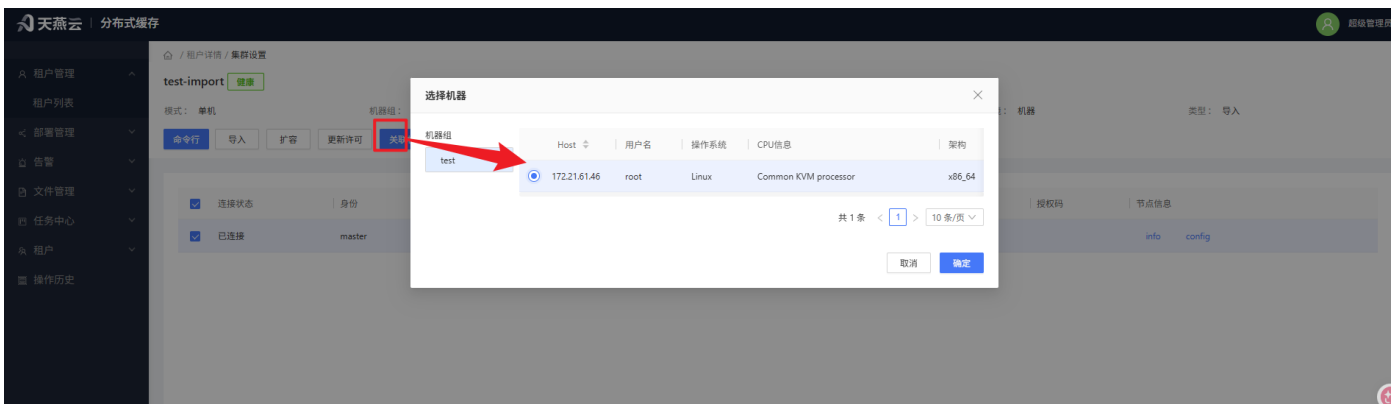 天燕云 分布式缓存 超级管理员
/ 租户详情 / 集群设置
租户管理
test-import 健康
租户列表
模式： 单机 机器组： 机器 类型： 导入
部署管理
命令行 导入 扩容 更新许可 关联
告警
文件管理
任务中心
租户
操作历史
连接状态 身份 授权码 节点信息
已连接 master info config
选择机器
机器组
test
Host 用户名 操作系统 CPU信息 架构
172.21.61.46 root Linux Common KVM processor x86_64
共 1 条 < 1 > 10 条/页
取消 确定